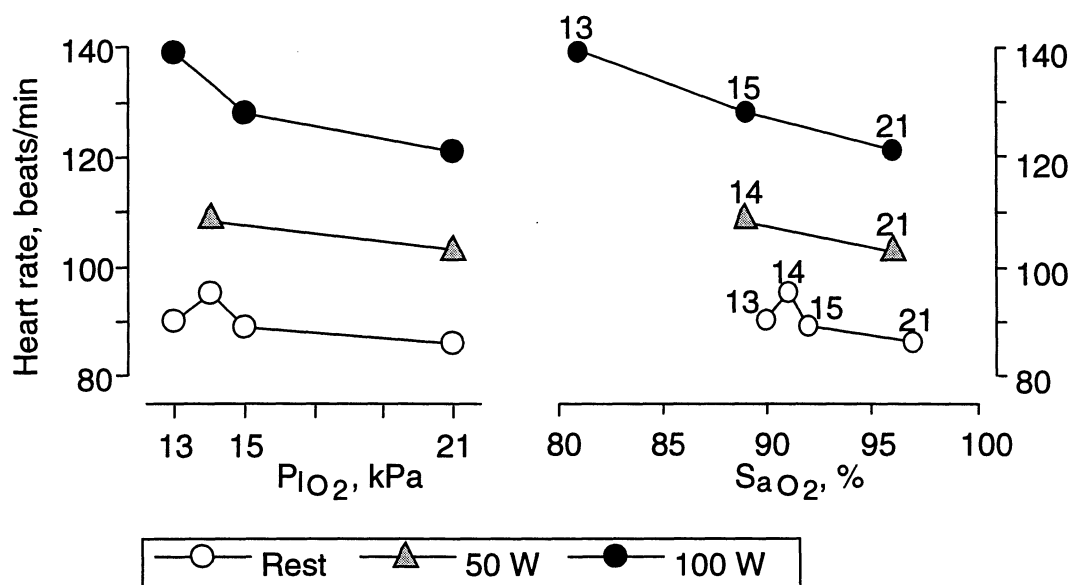 Heart rate, beats/min
140
120
100
80
13 15 21
PIO2, kPa
13
15
21
14
21
13
14
15
21
140
120
100
80
80 85 90 95 100
SaO2, %
Rest 50 W 100 W